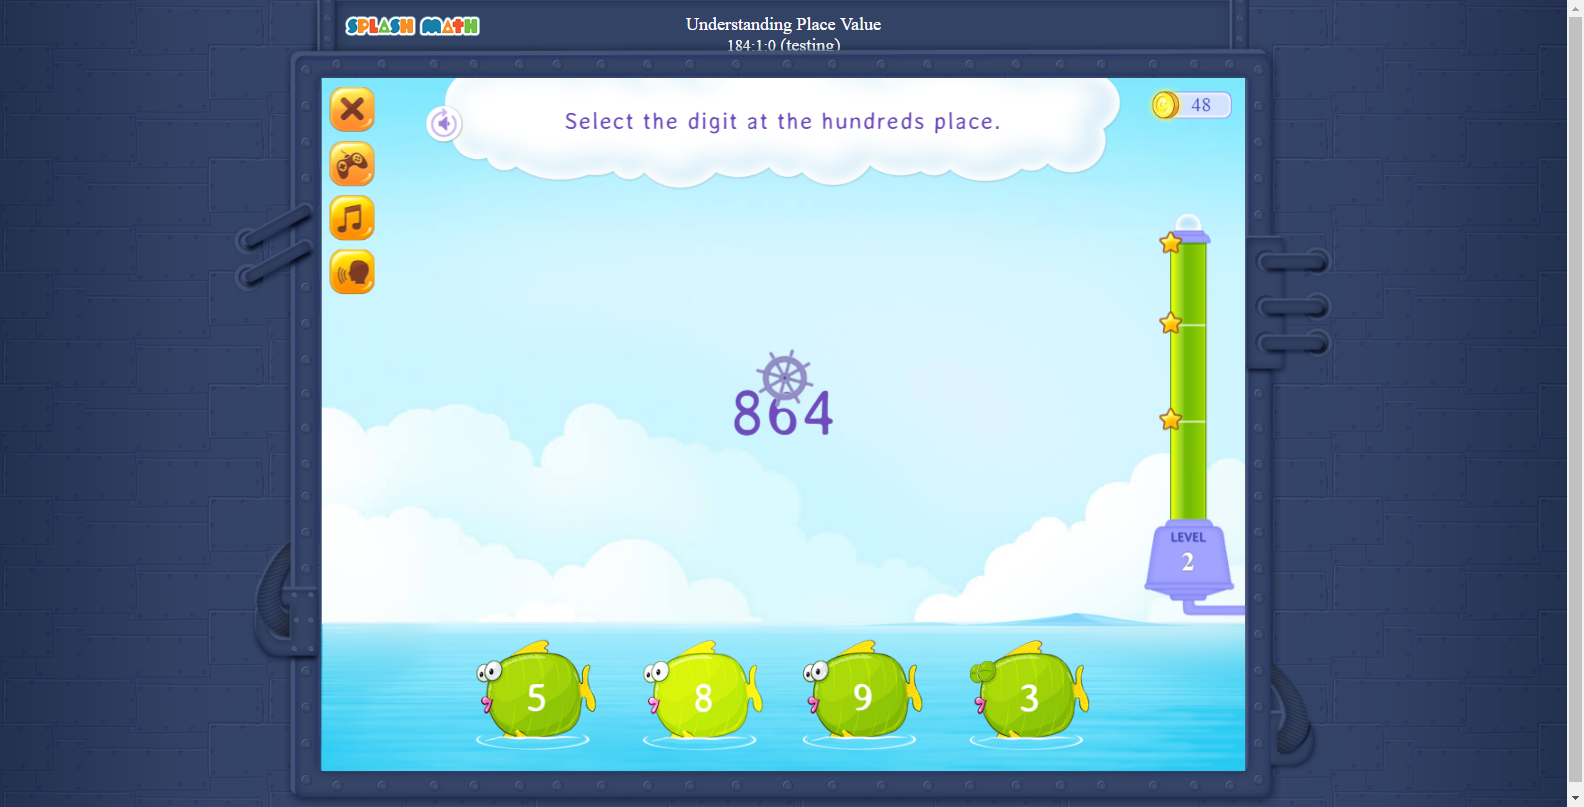 SPLASH MATH
Understanding Place Value
184:1:0 (testing)
Select the digit at the hundreds place.
48
864
LEVEL
2
5 8 9 3